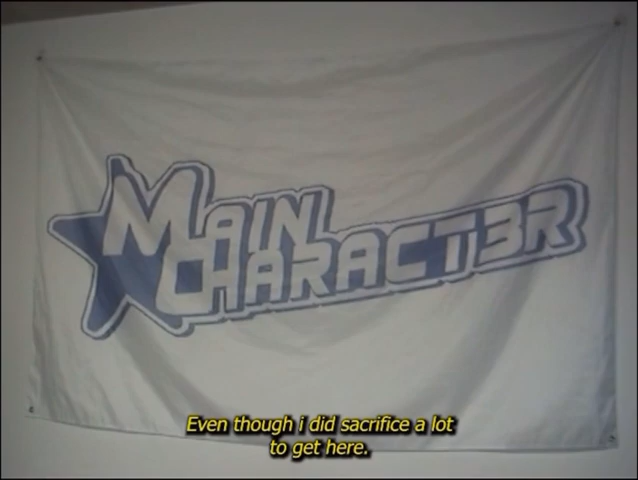 MAIN
CHARACT3R
Even though i did sacrifice a lot
to get here.